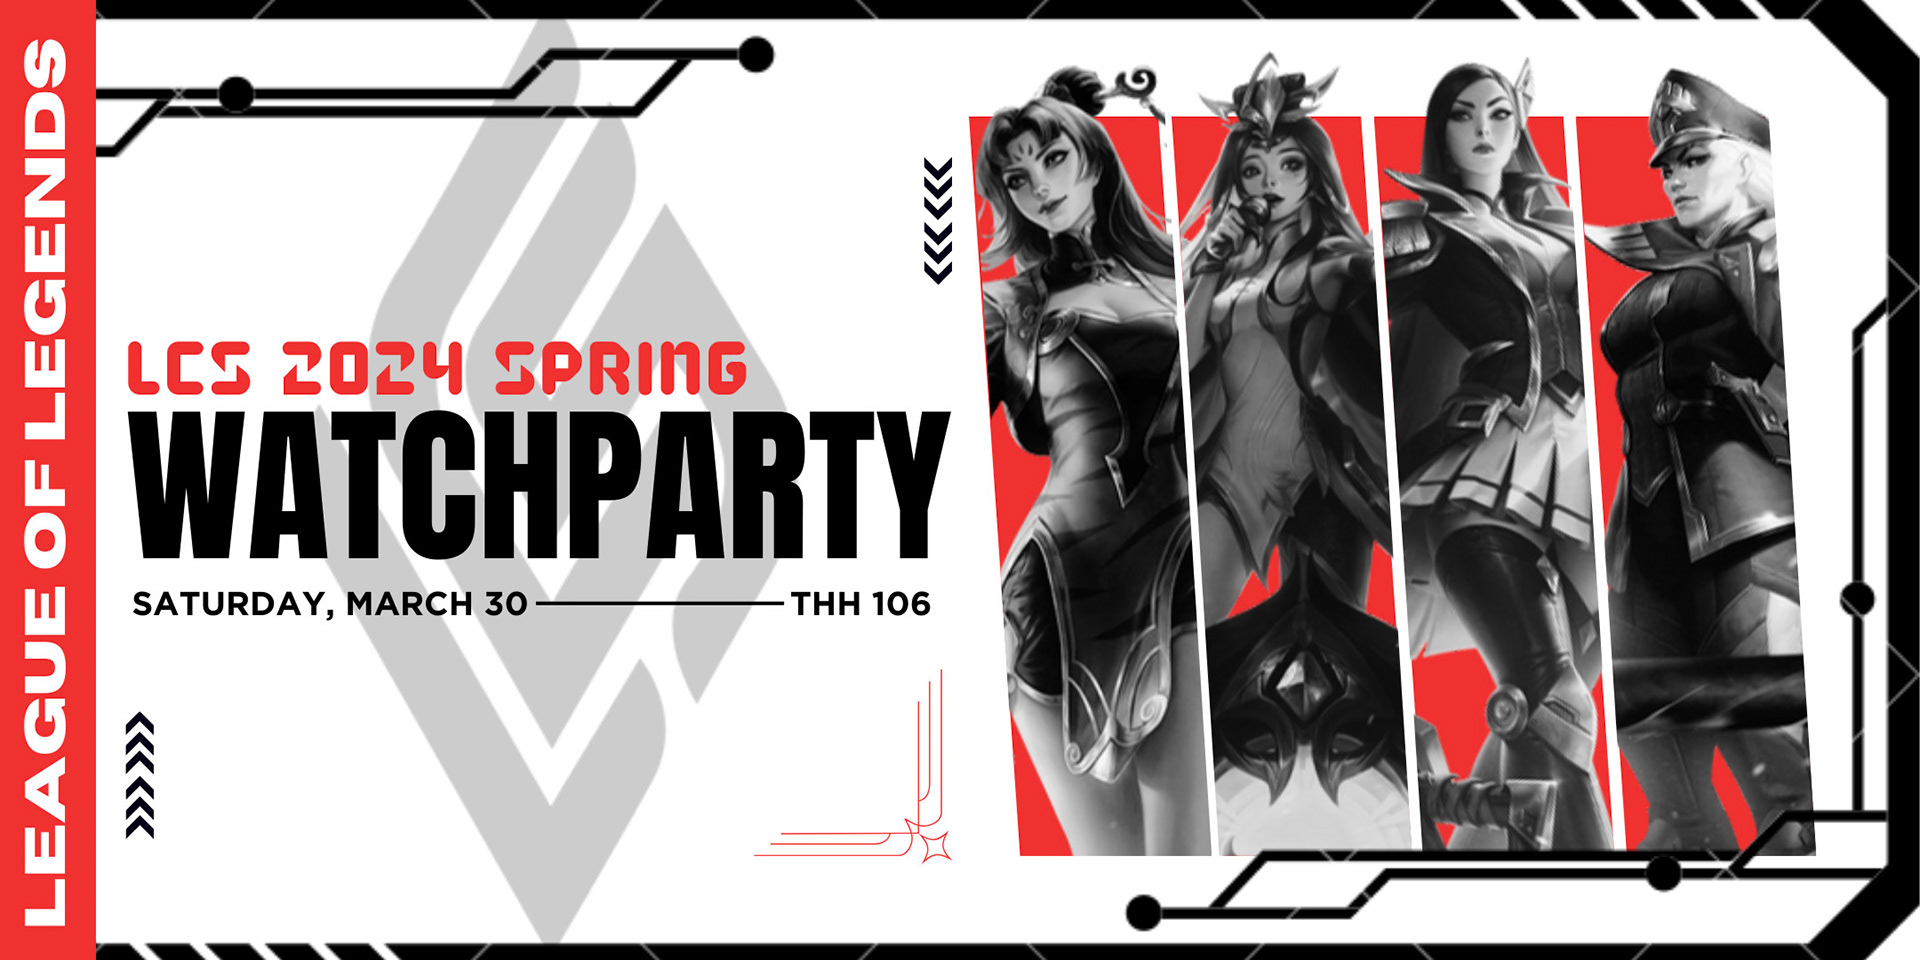 LEAGUE OF LEGENDS
LCS 2024 SPRING
WATCHPARTY
SATURDAY, MARCH 30 THH 106